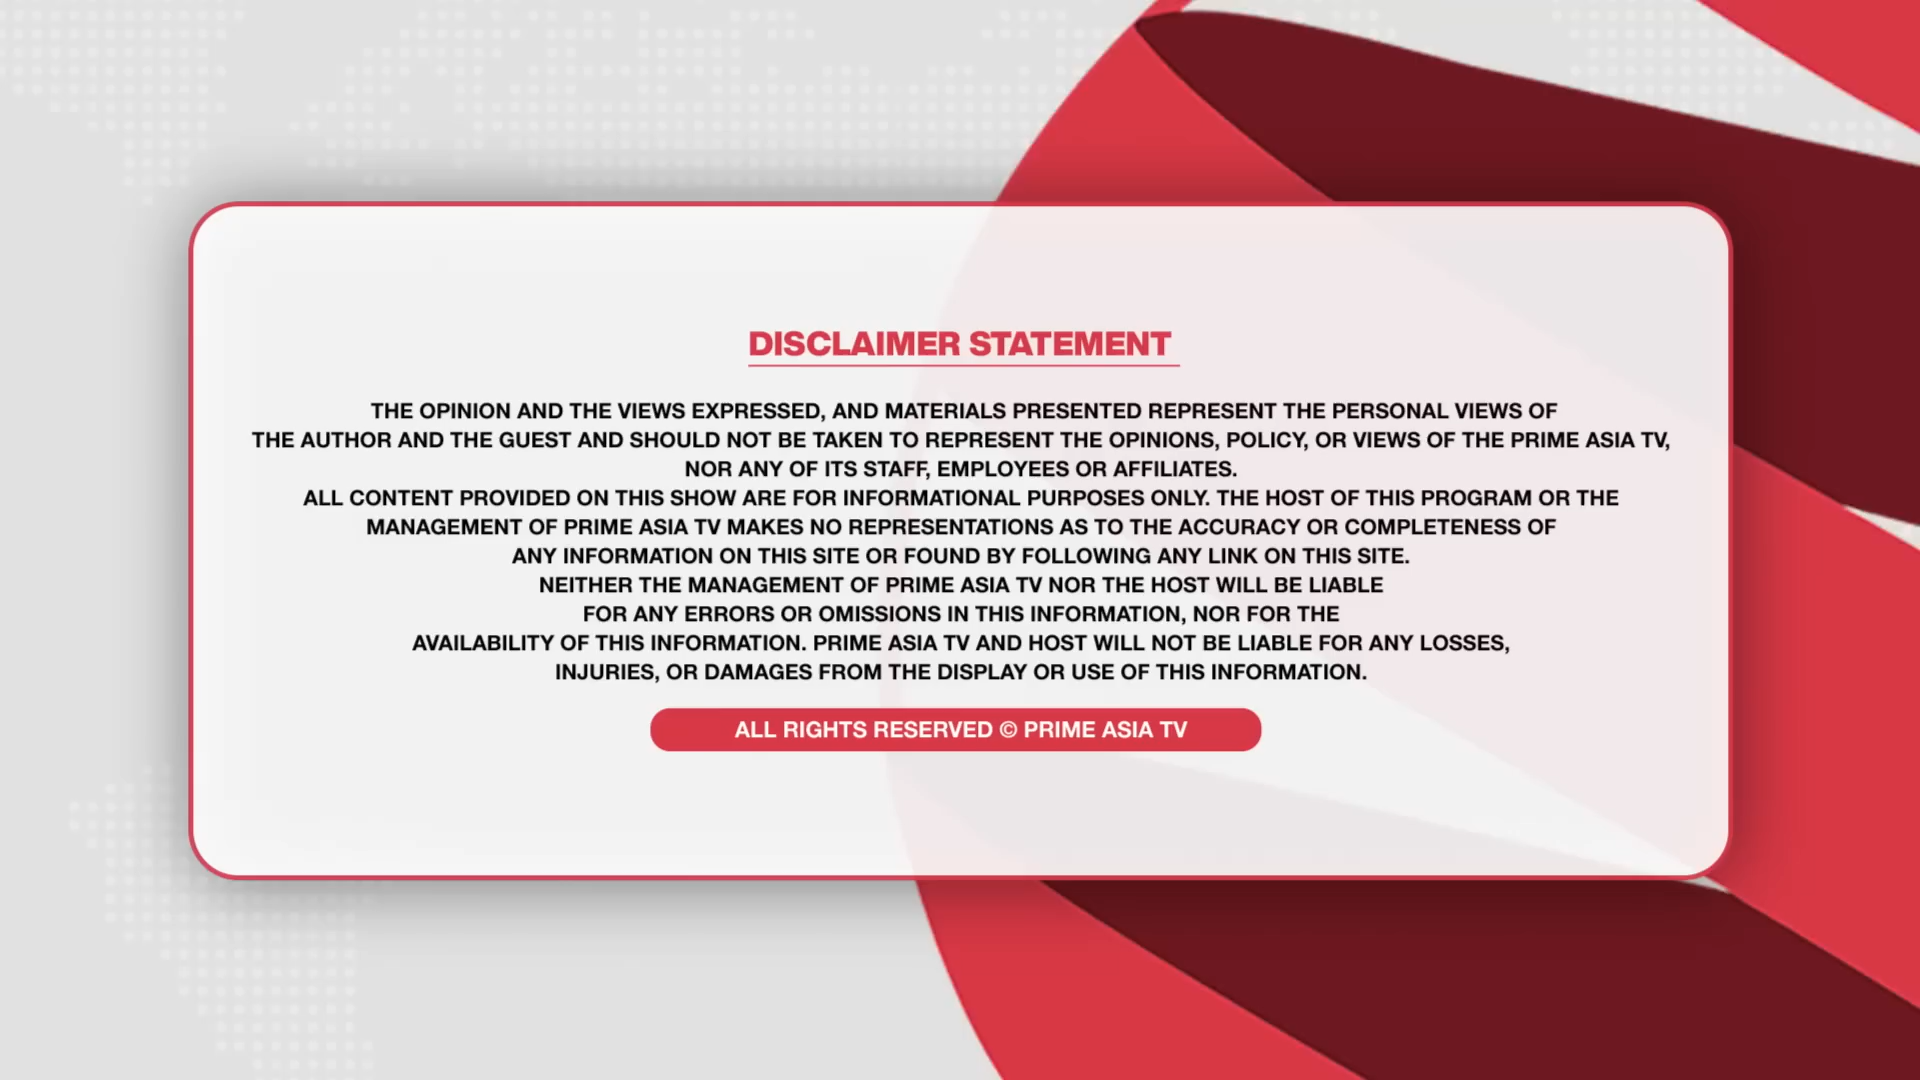 DISCLAIMER STATEMENT
THE OPINION AND THE VIEWS EXPRESSED, AND MATERIALS PRESENTED REPRESENT THE PERSONAL VIEWS OF
THE AUTHOR AND THE GUEST AND SHOULD NOT BE TAKEN TO REPRESENT THE OPINIONS, POLICY, OR VIEWS OF THE PRIME ASIA TV,
NOR ANY OF ITS STAFF, EMPLOYEES OR AFFILIATES.
ALL CONTENT PROVIDED ON THIS SHOW ARE FOR INFORMATIONAL PURPOSES ONLY. THE HOST OF THIS PROGRAM OR THE
MANAGEMENT OF PRIME ASIA TV MAKES NO REPRESENTATIONS AS TO THE ACCURACY OR COMPLETENESS OF
ANY INFORMATION ON THIS SITE OR FOUND BY FOLLOWING ANY LINK ON THIS SITE.
NEITHER THE MANAGEMENT OF PRIME ASIA TV NOR THE HOST WILL BE LIABLE
FOR ANY ERRORS OR OMISSIONS IN THIS INFORMATION, NOR FOR THE
AVAILABILITY OF THIS INFORMATION. PRIME ASIA TV AND HOST WILL NOT BE LIABLE FOR ANY LOSSES,
INJURIES, OR DAMAGES FROM THE DISPLAY OR USE OF THIS INFORMATION.
ALL RIGHTS RESERVED © PRIME ASIA TV